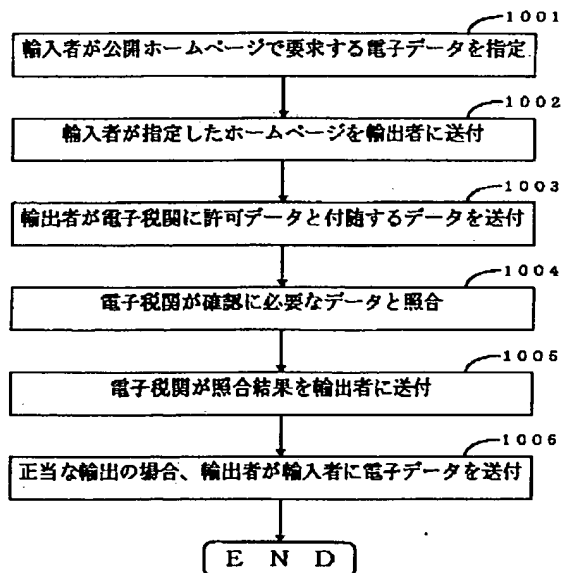 1001
輸入者が公開ホームページで要求する電子データを指定
1002
輸入者が指定したホームページを輸出者に送付
1003
輸出者が電子税関に許可データと付随するデータを送付
1004
電子税関が確認に必要なデータと照合
1005
電子税関が照合結果を輸出者に送付
1006
正当な輸出の場合、輸出者が輸入者に電子データを送付
END